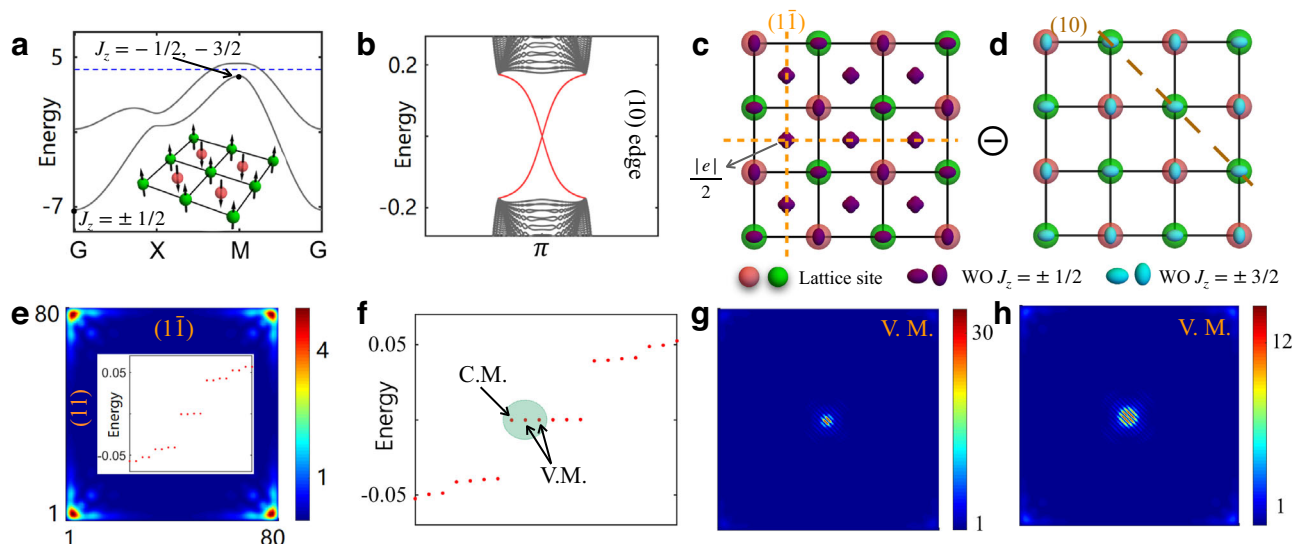 a
J_z = − 1/2, − 3/2
5
Energy
-7
J_z = ± 1/2
G X M G
b
0.2
Energy
-0.2
π
(10) edge
c
(11̄)
|e|
2
d
(10)
Lattice site
WO J_z = ± 1/2
WO J_z = ± 3/2
e
80
(11̄)
(11)
0.05
Energy
-0.05
1
1 80
4
1
f
0.05
C.M.
Energy
V.M.
-0.05
g
V. M.
30
1
h
V. M.
12
1